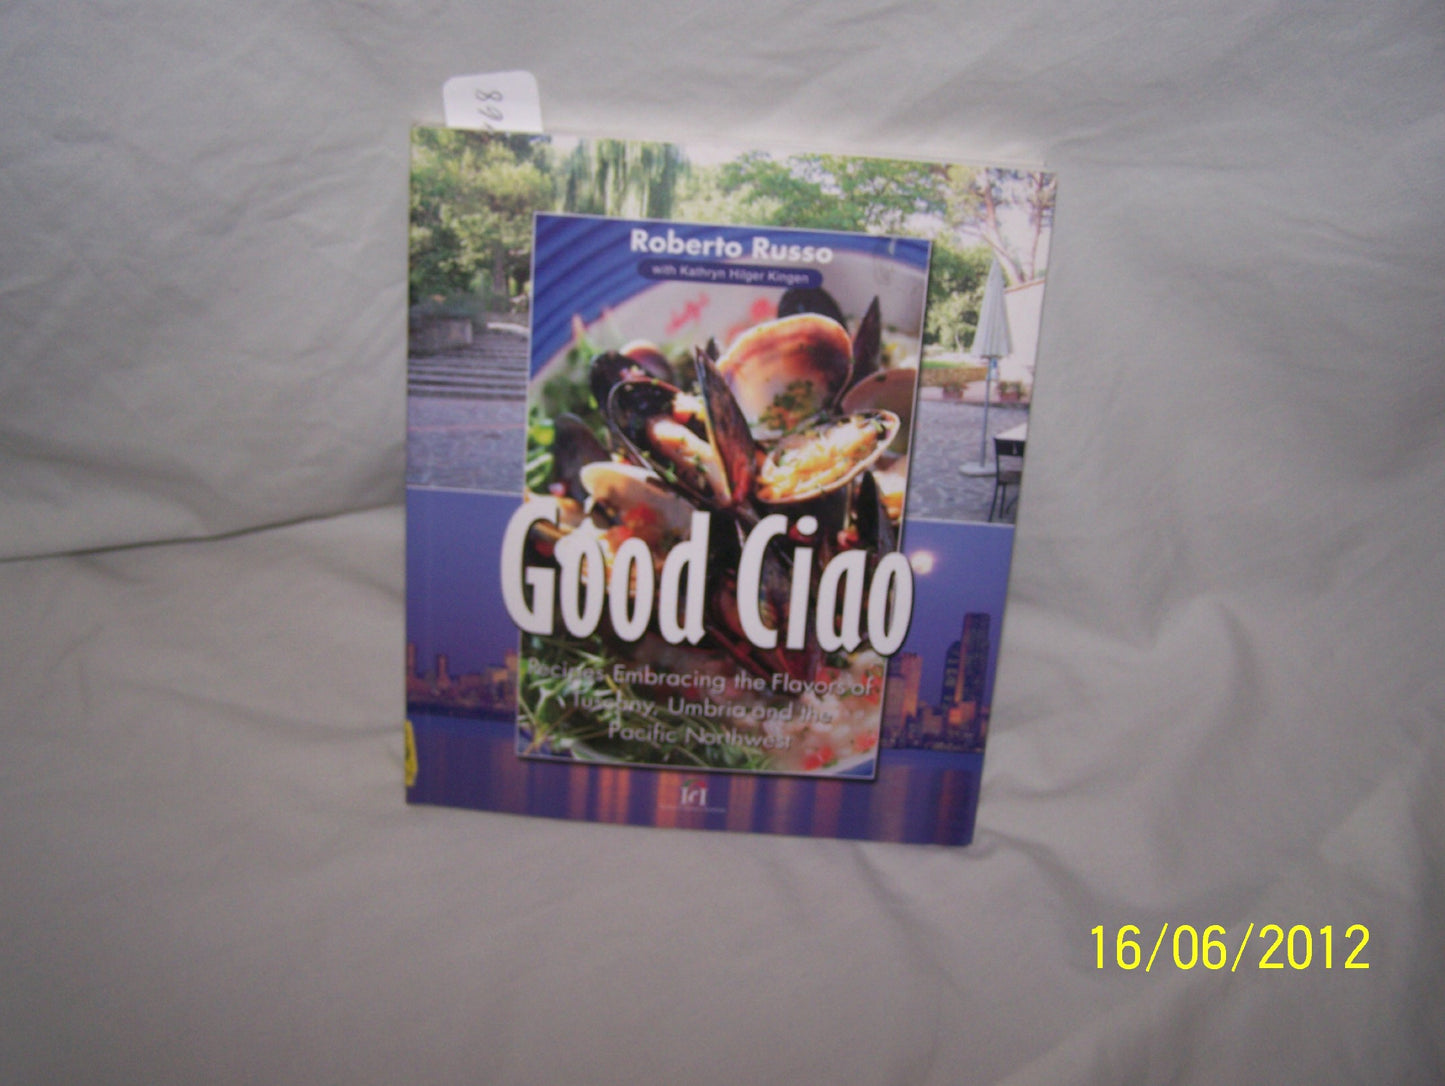 Roberto Russo
with Kathryn Hilger Kingen
Good Ciao
Recipes Embracing the Flavors of
Tuscany, Umbria and the
Pacific Northwest
16/06/2012